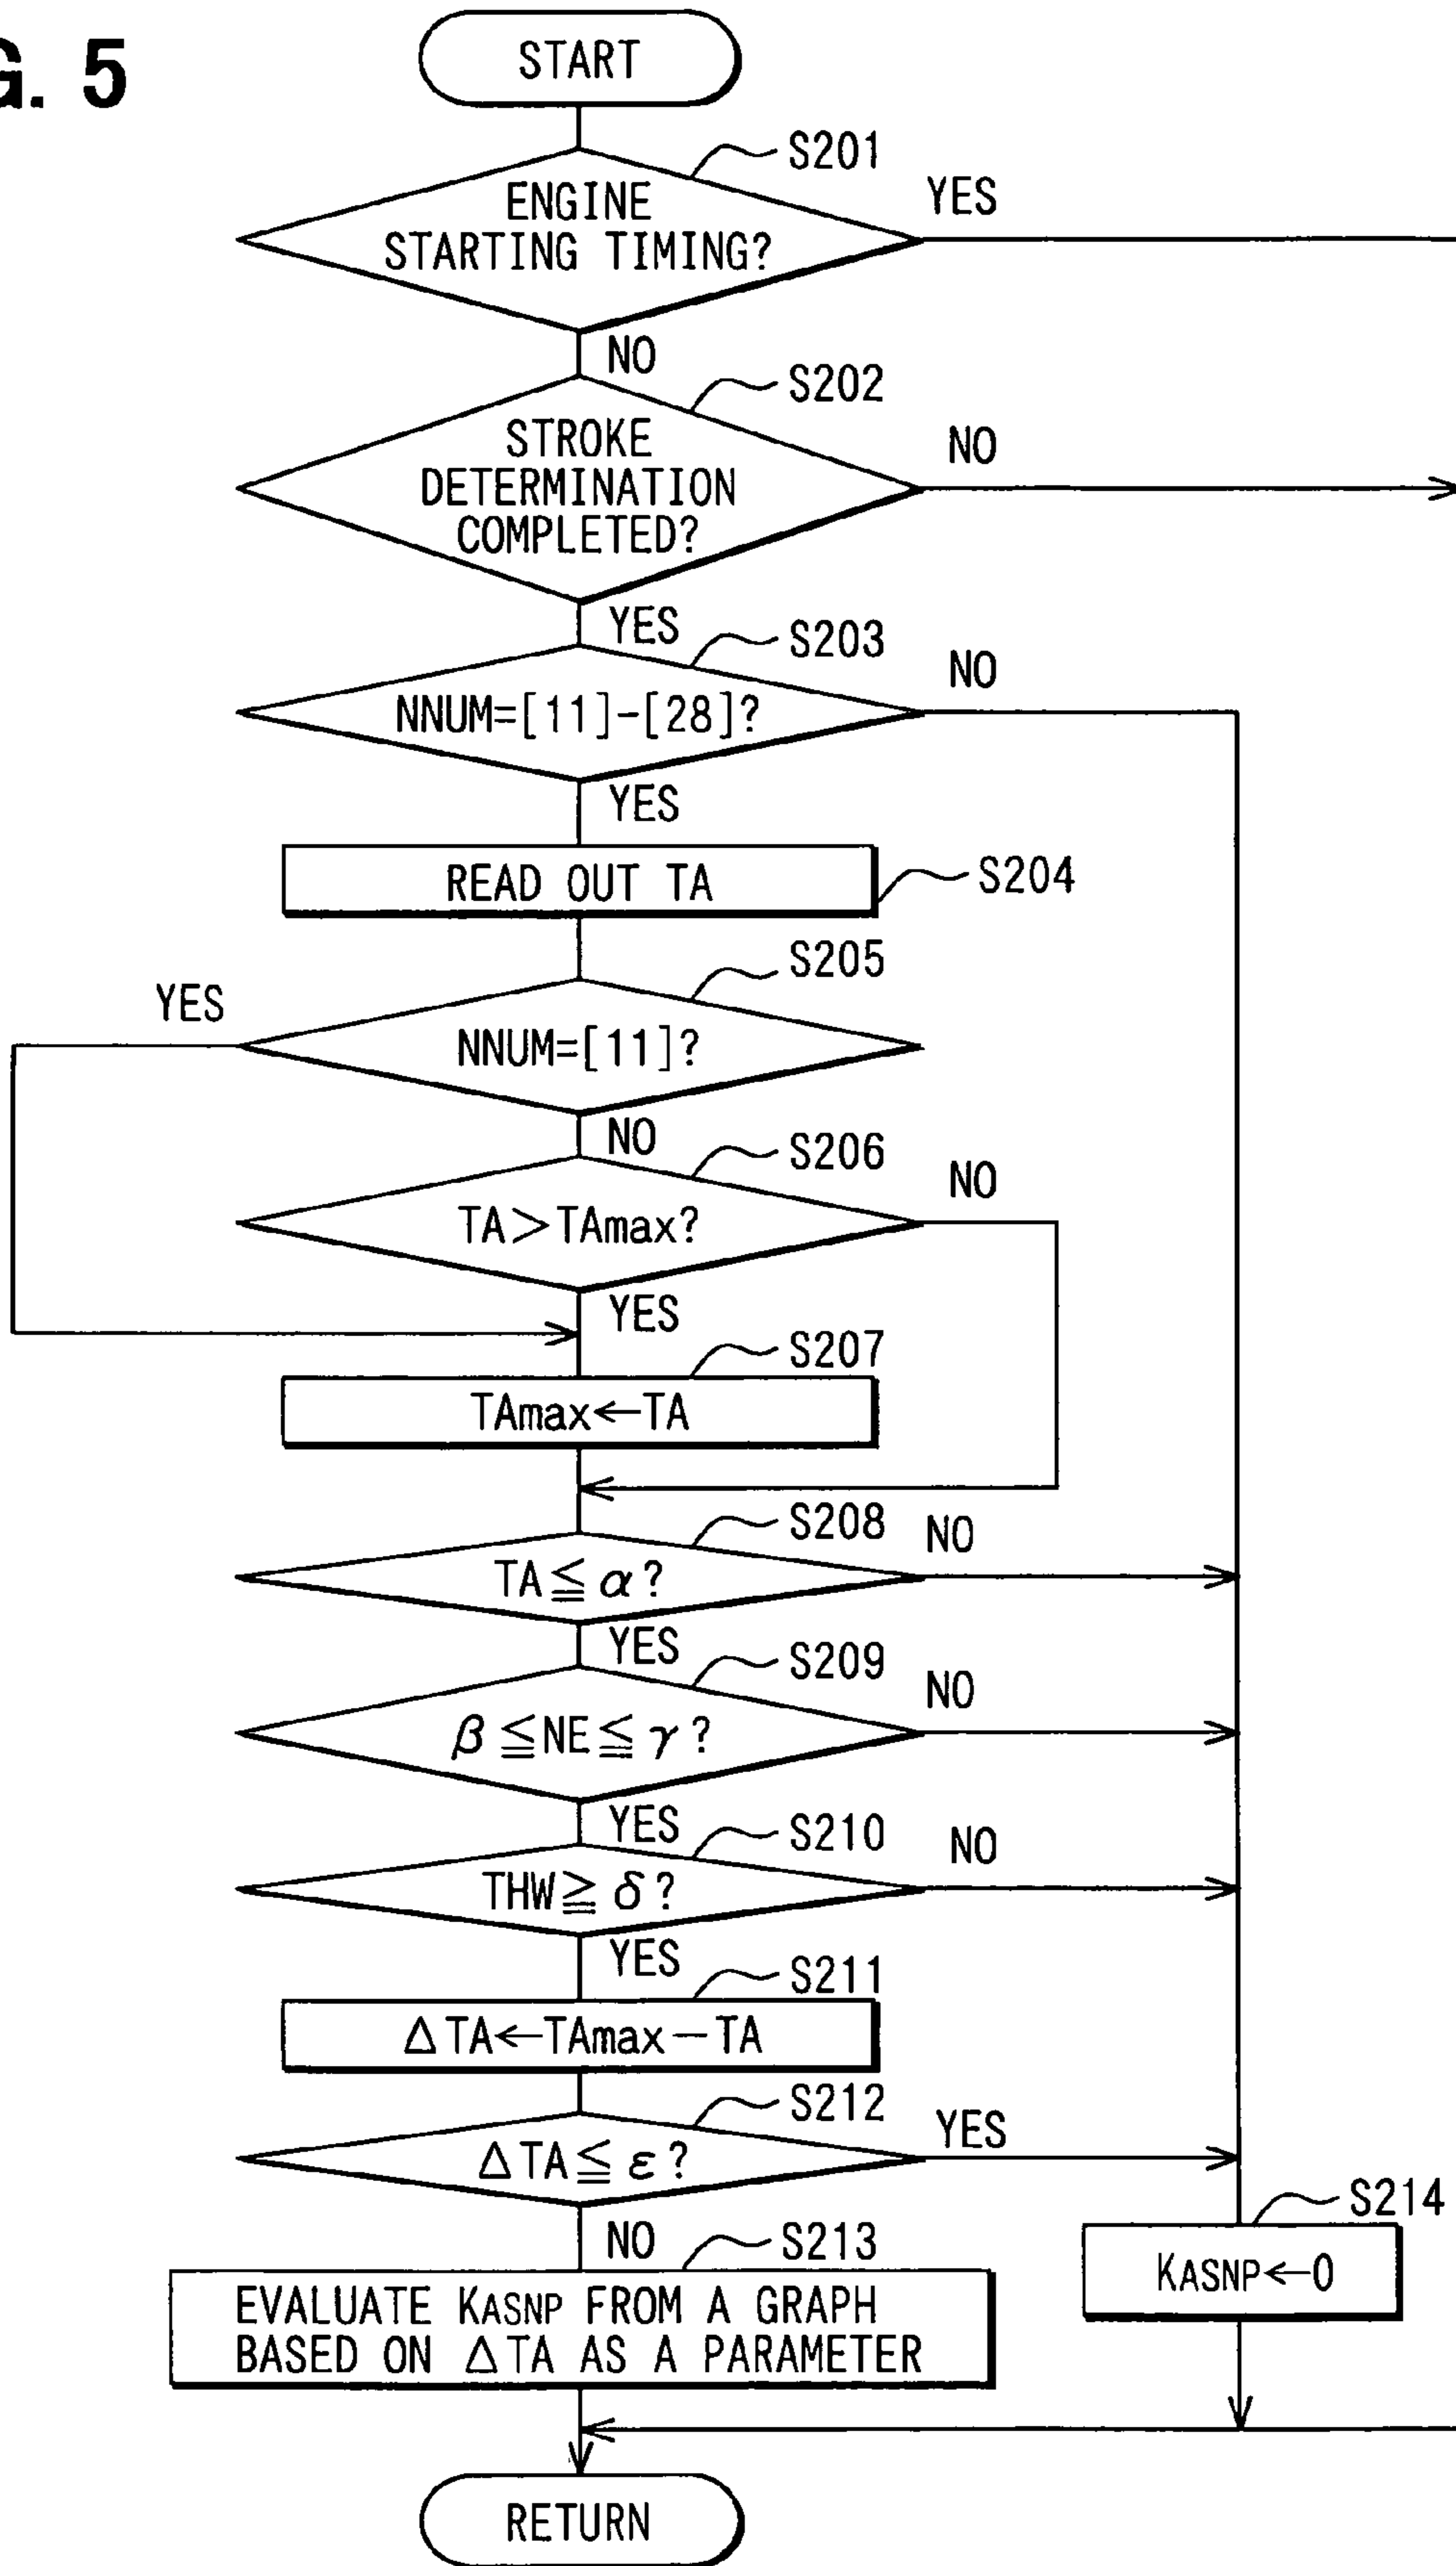 G. 5
START
S201
ENGINE
STARTING TIMING?
YES
NO
S202
STROKE
DETERMINATION
COMPLETED?
NO
YES
S203
NNUM=[11]-[28]?
NO
YES
READ OUT TA
S204
S205
YES
NNUM=[11]?
NO
S206
TA>TAmax?
NO
YES
S207
TAmax←TA
S208
TA≦α?
NO
YES
S209
β≦NE≦γ?
NO
YES
S210
THW≧δ?
NO
YES
S211
ΔTA←TAmax−TA
S212
ΔTA≦ε?
YES
NO
S213
EVALUATE KASNP FROM A GRAPH
BASED ON ΔTA AS A PARAMETER
S214
KASNP←0
RETURN